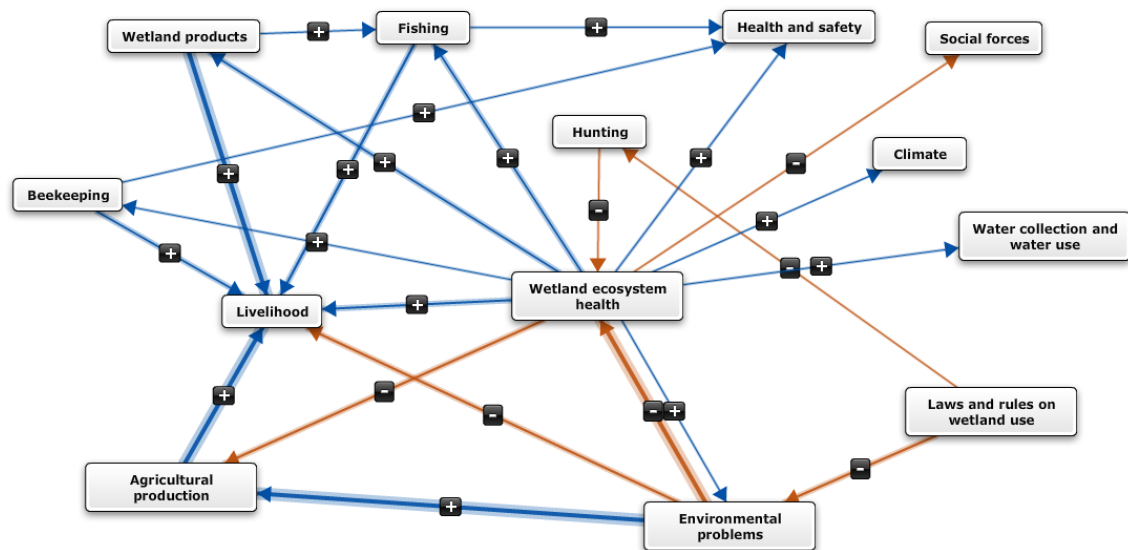 Wetland products
Fishing
Health and safety
Social forces
+
+
+
Hunting
Climate
+
+
+
+
-
Beekeeping
+
-
+
Water collection and
water use
+
+
-
+
Wetland ecosystem
health
Livelihood
+
+
-
-
-
+
Laws and rules on
wetland use
Agricultural
production
-
+
Environmental
problems